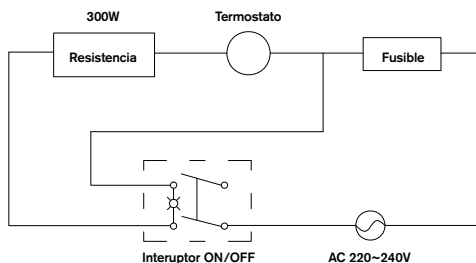 300W
Termostato
Resistencia
Fusible
Interuptor ON/OFF
AC 220~240V